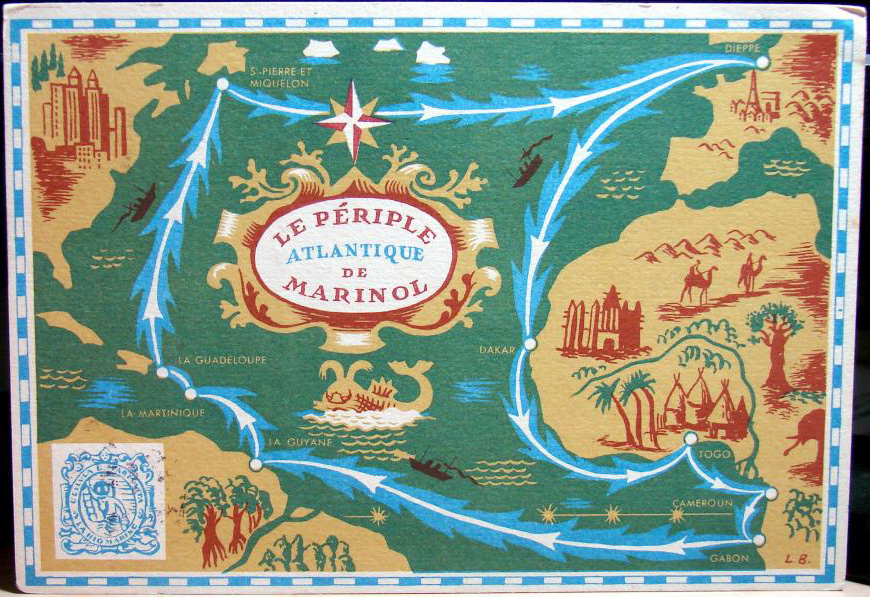 DIEPPE
St-PIERRE ET
MIQUELON
LE PÉRIPLE
ATLANTIQUE
DE
MARINOL
DAKAR
LA GUADELOUPE
LA MARTINIQUE
LA GUYANE
TOGO
CAMEROUN
GABON
L.B.